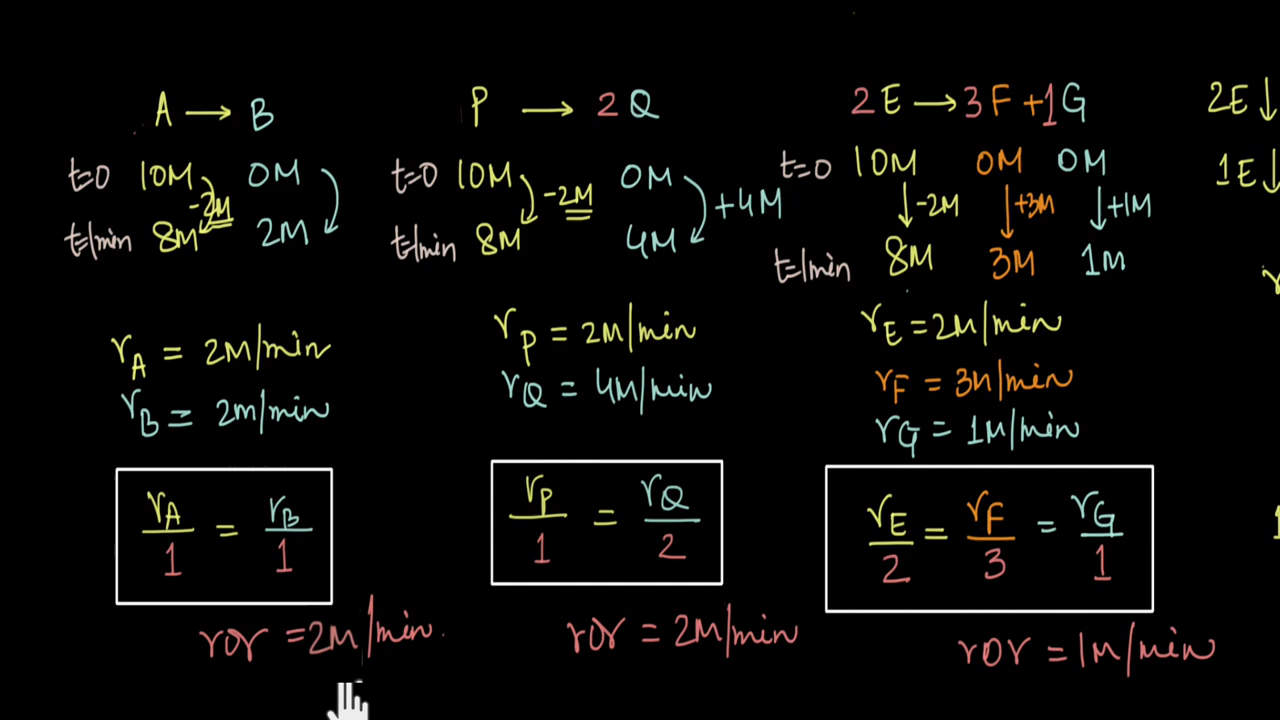 A → B
t=0 10M 0M
-2M
t=1min 8M 2M
rA = 2M/min
rB = 2M/min
rA/1 = rB/1
ror = 2M/min.
P → 2Q
t=0 10M 0M
-2M +4M
t=1min 8M 4M
rP = 2M/min
rQ = 4M/min
rP/1 = rQ/2
ror = 2M/min
2E → 3F + 1G
t=0 10M 0M 0M
-2M +3M +1M
t=1min 8M 3M 1M
rE = 2M/min
rF = 3M/min
rG = 1M/min
rE/2 = rF/3 = rG/1
ror = 1M/min
2E↓
1E↓